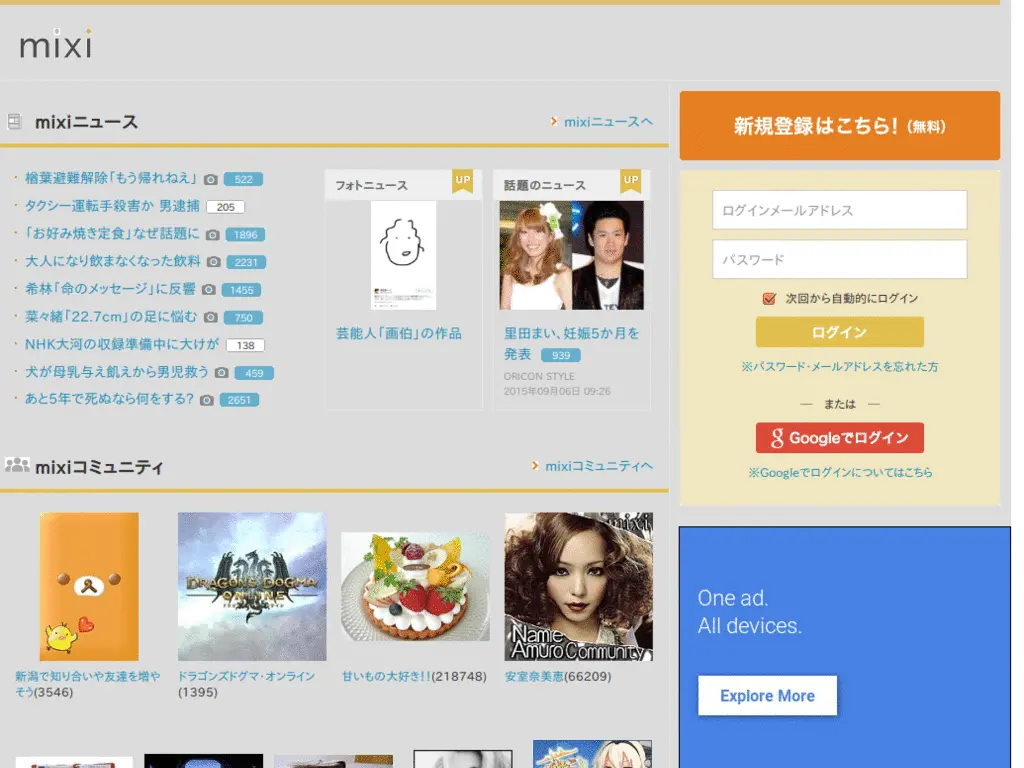 mixi
mixiニュース
mixiニュースへ
楢葉避難解除「もう帰れねえ」 522
タクシー運転手殺害か 男逮捕 205
「お好み焼き定食」なぜ話題に 1896
大人になり飲まなくなった飲料 2231
希林「命のメッセージ」に反響 1455
菜々緒「22.7cm」の足に悩む 750
NHK大河の収録準備中に大けが 138
犬が母乳与え飢えから男児救う 459
あと5年で死ぬなら何をする? 2651
フォトニュース UP
芸能人「画伯」の作品
話題のニュース UP
里田まい、妊娠5か月を
発表 939
ORICON STYLE
2015年09月06日 09:26
新規登録はこちら!(無料)
ログインメールアドレス
パスワード
次回から自動的にログイン
ログイン
※パスワード・メールアドレスを忘れた方
— または —
g Googleでログイン
※Googleでログインについてはこちら
mixiコミュニティ
mixiコミュニティへ
DRAGON'S DOGMA
ONLINE
mixi
Namie
Amuro Community
新潟で知り合いや友達を増や
そう(3546)
ドラゴンズドグマ・オンライン
(1395)
甘いもの大好き!!(218748)
安室奈美恵(66209)
One ad.
All devices.
Explore More